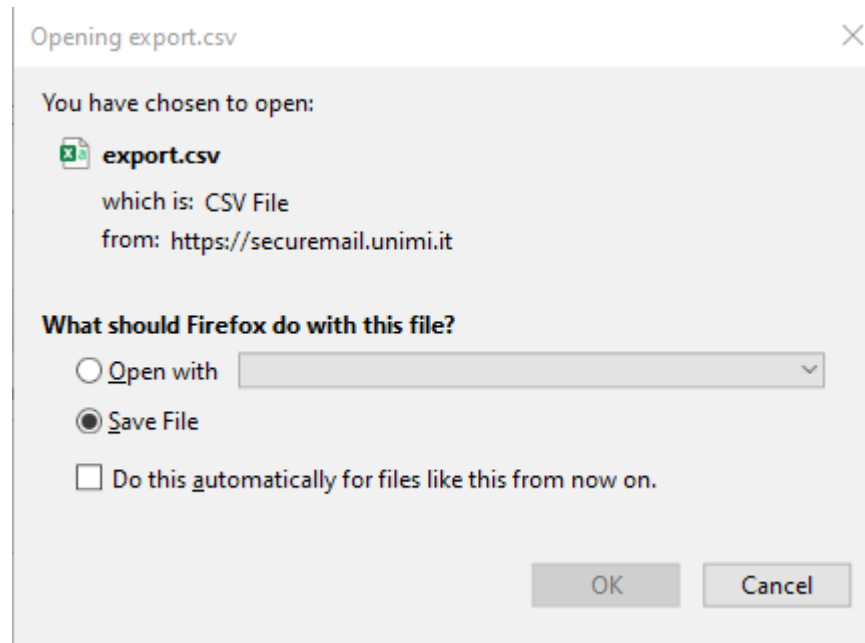 Opening export.csv
You have chosen to open:
export.csv
which is: CSV File
from: https://securemail.unimi.it
What should Firefox do with this file?
Open with
Save File
Do this automatically for files like this from now on.
OK Cancel